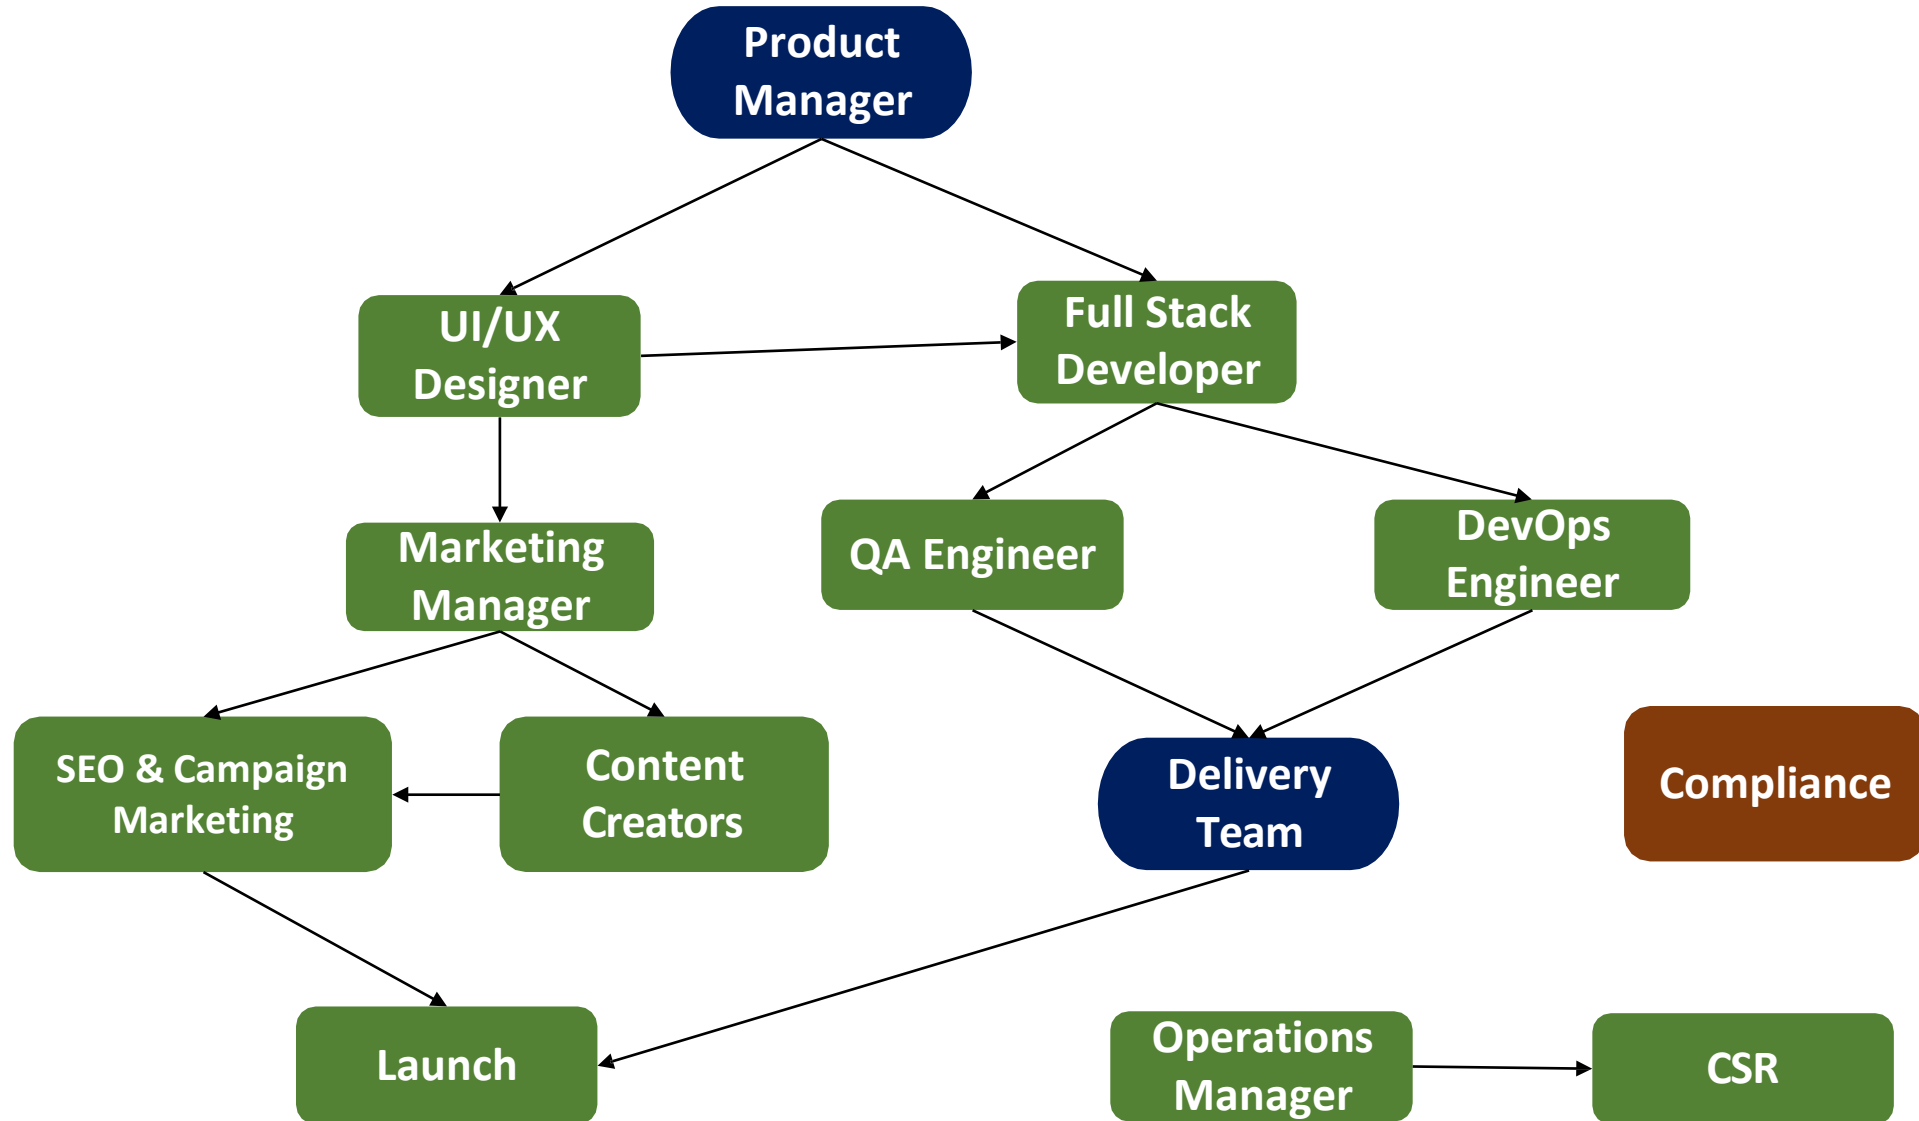 Product
Manager
UI/UX
Designer
Full Stack
Developer
Marketing
Manager
QA Engineer
DevOps
Engineer
SEO & Campaign
Marketing
Content
Creators
Delivery
Team
Compliance
Launch
Operations
Manager
CSR